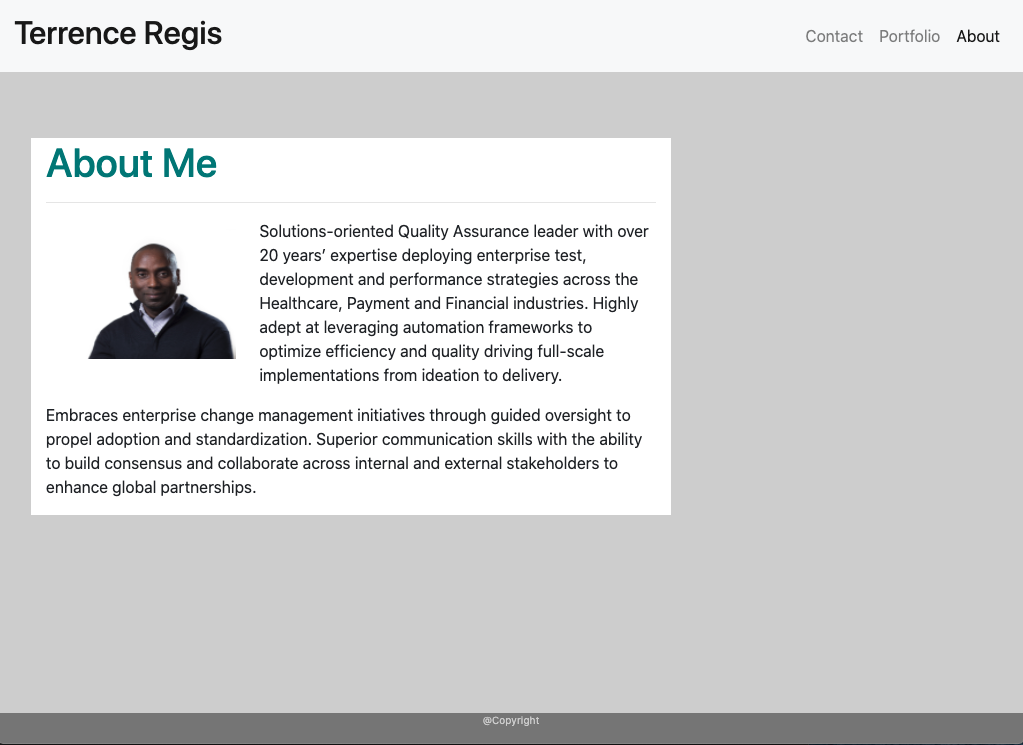 Terrence Regis
Contact Portfolio About
About Me
Solutions-oriented Quality Assurance leader with over
20 years’ expertise deploying enterprise test,
development and performance strategies across the
Healthcare, Payment and Financial industries. Highly
adept at leveraging automation frameworks to
optimize efficiency and quality driving full-scale
implementations from ideation to delivery.
Embraces enterprise change management initiatives through guided oversight to
propel adoption and standardization. Superior communication skills with the ability
to build consensus and collaborate across internal and external stakeholders to
enhance global partnerships.
@Copyright